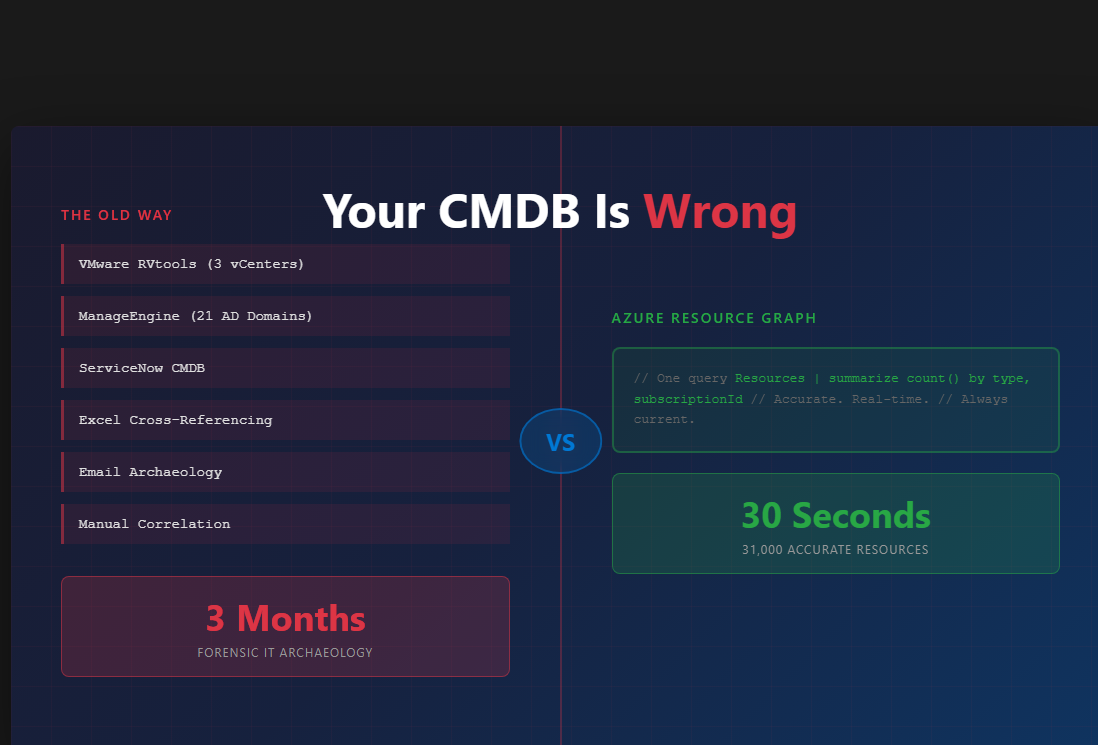 Your CMDB Is Wrong
THE OLD WAY
VMware RVtools (3 vCenters)
ManageEngine (21 AD Domains)
ServiceNow CMDB
Excel Cross-Referencing
Email Archaeology
Manual Correlation
3 Months
FORENSIC IT ARCHAEOLOGY
VS
AZURE RESOURCE GRAPH
// One query Resources | summarize count() by type,
subscriptionId // Accurate. Real-time. // Always
current.
30 Seconds
31,000 ACCURATE RESOURCES